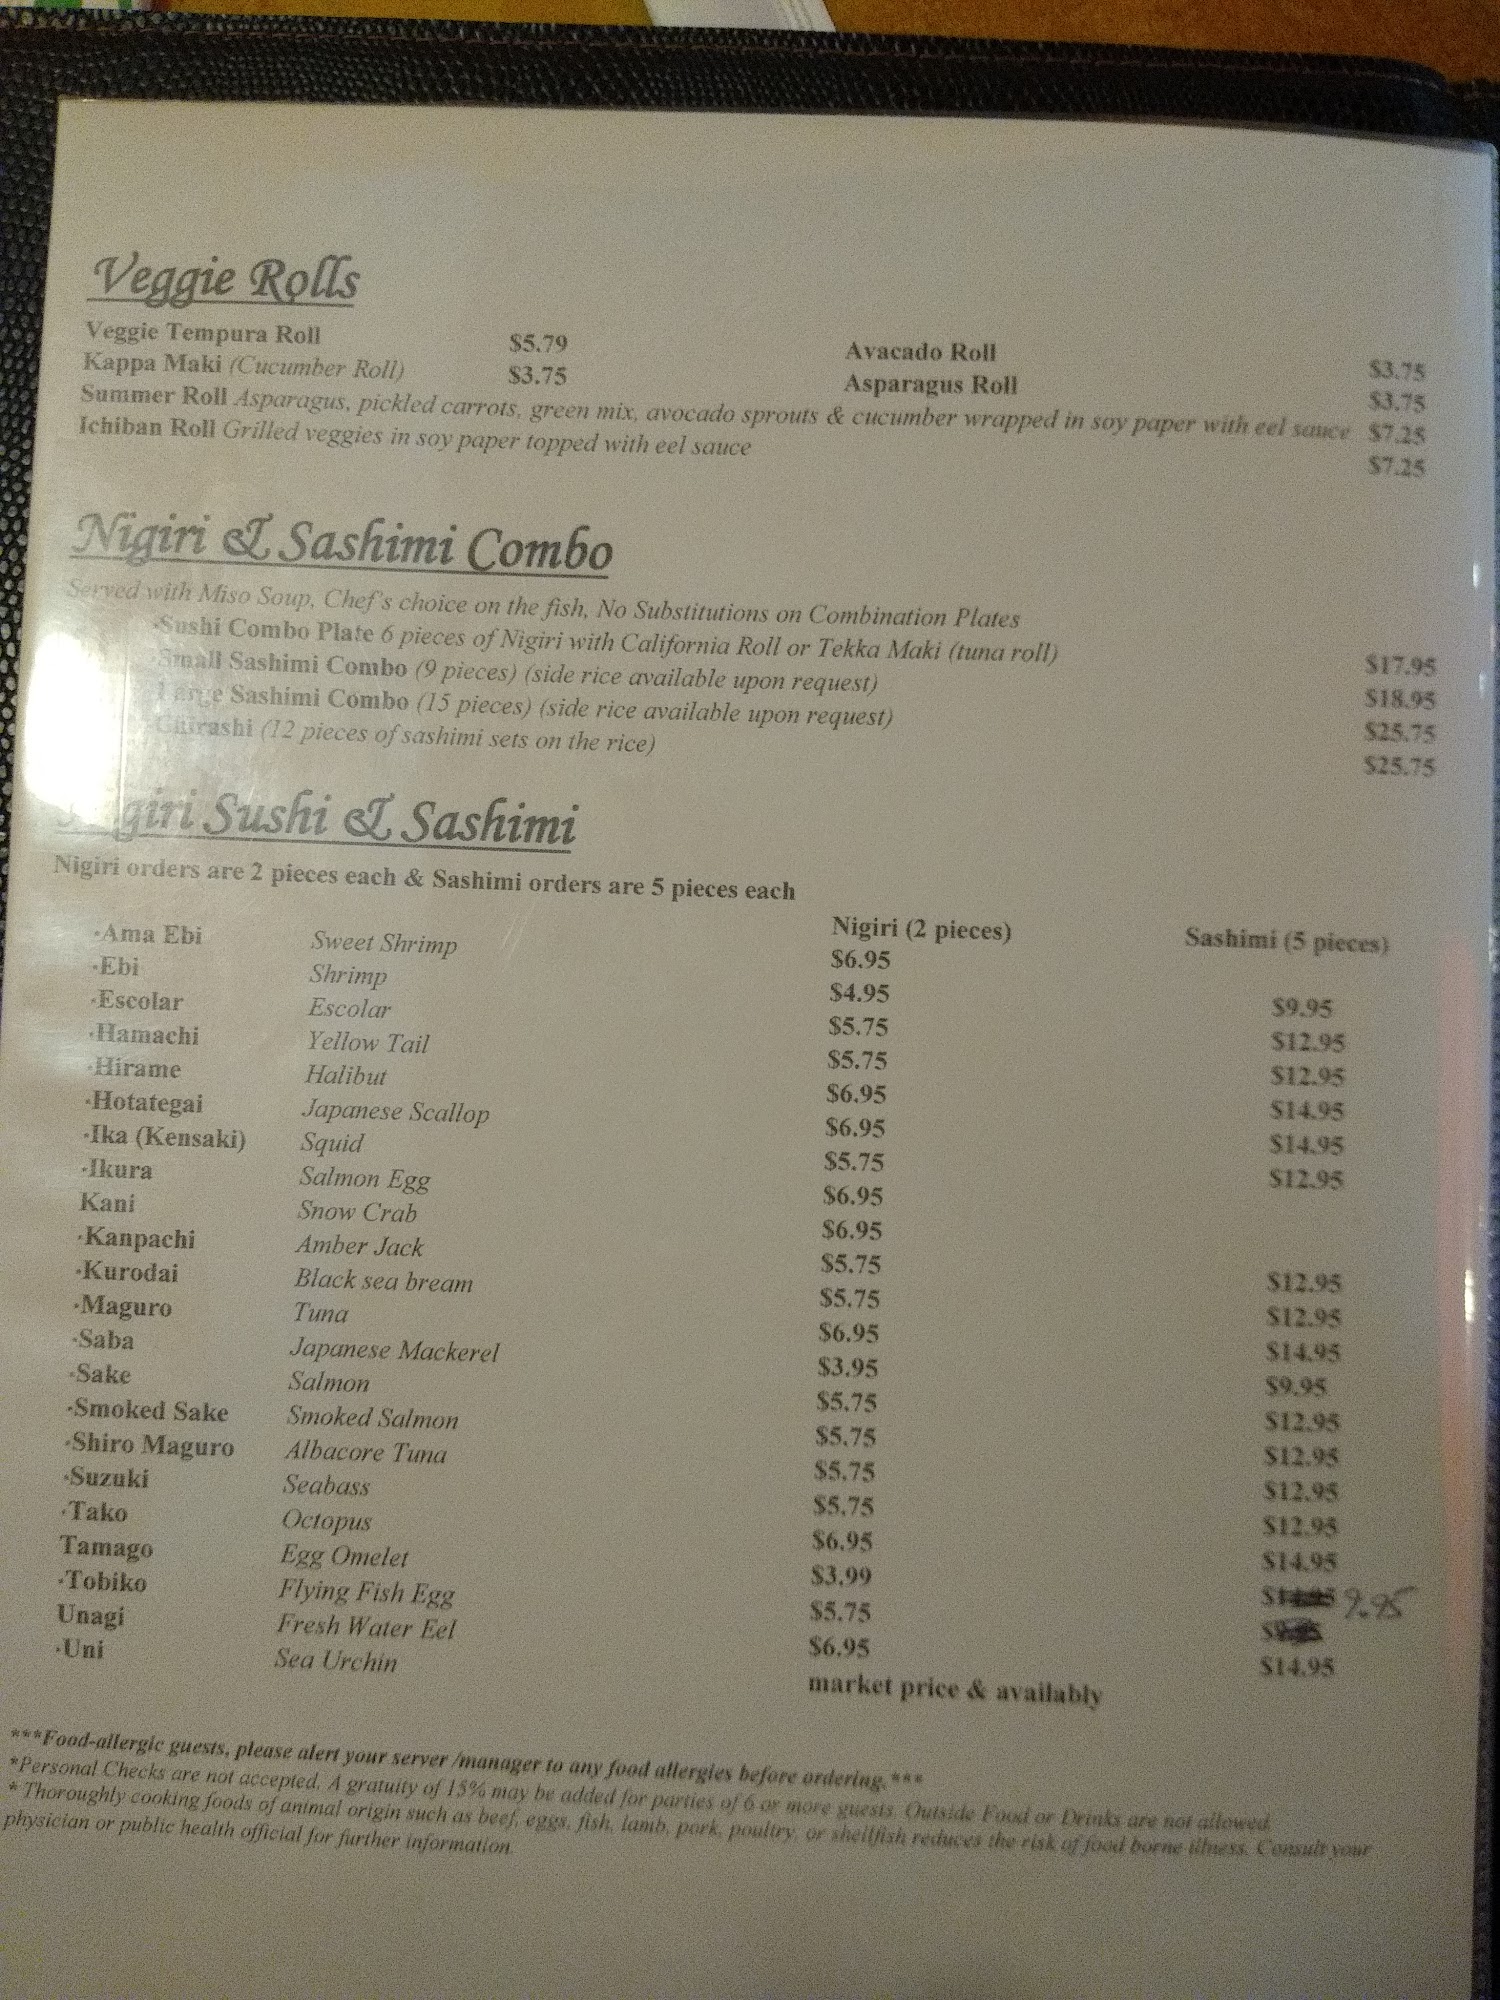 Veggie Rolls
Veggie Tempura Roll $5.79 Avacado Roll $3.75
Kappa Maki (Cucumber Roll) $3.75 Asparagus Roll $3.75
Summer Roll Asparagus, pickled carrots, green mix, avocado sprouts & cucumber wrapped in soy paper with eel sauce $7.25
Ichiban Roll Grilled veggies in soy paper topped with eel sauce $7.25
Nigiri & Sashimi Combo
Served with Miso Soup, Chef's choice on the fish, No Substitutions on Combination Plates
·Sushi Combo Plate 6 pieces of Nigiri with California Roll or Tekka Maki (tuna roll) $17.95
·Small Sashimi Combo (9 pieces) (side rice available upon request) $18.95
Large Sashimi Combo (15 pieces) (side rice available upon request) $25.75
Chirashi (12 pieces of sashimi sets on the rice) $25.75
Nigiri Sushi & Sashimi
Nigiri orders are 2 pieces each & Sashimi orders are 5 pieces each
Nigiri (2 pieces) Sashimi (5 pieces)
·Ama Ebi Sweet Shrimp $6.95
·Ebi Shrimp $4.95 $9.95
·Escolar Escolar $5.75 $12.95
·Hamachi Yellow Tail $5.75 $12.95
·Hirame Halibut $6.95 $14.95
·Hotategai Japanese Scallop $6.95 $14.95
·Ika (Kensaki) Squid $5.75 $12.95
·Ikura Salmon Egg $6.95
Kani Snow Crab $6.95
·Kanpachi Amber Jack $5.75 $12.95
·Kurodai Black sea bream $5.75 $12.95
·Maguro Tuna $6.95 $14.95
·Saba Japanese Mackerel $3.95 $9.95
·Sake Salmon $5.75 $12.95
·Smoked Sake Smoked Salmon $5.75 $12.95
·Shiro Maguro Albacore Tuna $5.75 $12.95
·Suzuki Seabass $5.75 $12.95
·Tako Octopus $6.95 $14.95
Tamago Egg Omelet $3.99 9.95
·Tobiko Flying Fish Egg $5.75
Unagi Fresh Water Eel $6.95 $14.95
·Uni Sea Urchin market price & availably
***Food-allergic guests, please alert your server /manager to any food allergies before ordering.***
*Personal Checks are not accepted. A gratuity of 15% may be added for parties of 6 or more guests. Outside Food or Drinks are not allowed.
* Thoroughly cooking foods of animal origin such as beef, eggs, fish, lamb, pork, poultry, or shellfish reduces the risk of food borne illness. Consult your
physician or public health official for further information.